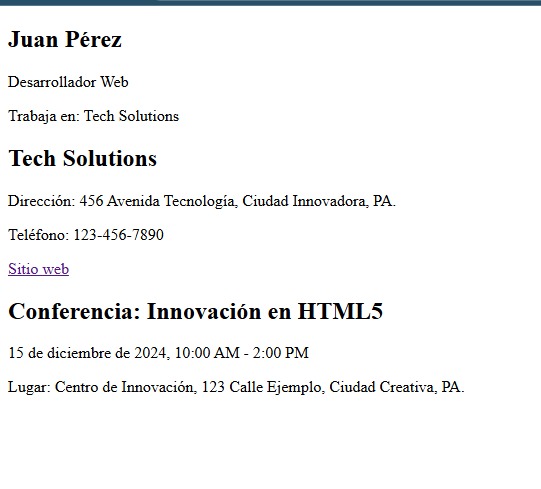 Juan Pérez
Desarrollador Web
Trabaja en: Tech Solutions
Tech Solutions
Dirección: 456 Avenida Tecnología, Ciudad Innovadora, PA.
Teléfono: 123-456-7890
Sitio web
Conferencia: Innovación en HTML5
15 de diciembre de 2024, 10:00 AM - 2:00 PM
Lugar: Centro de Innovación, 123 Calle Ejemplo, Ciudad Creativa, PA.